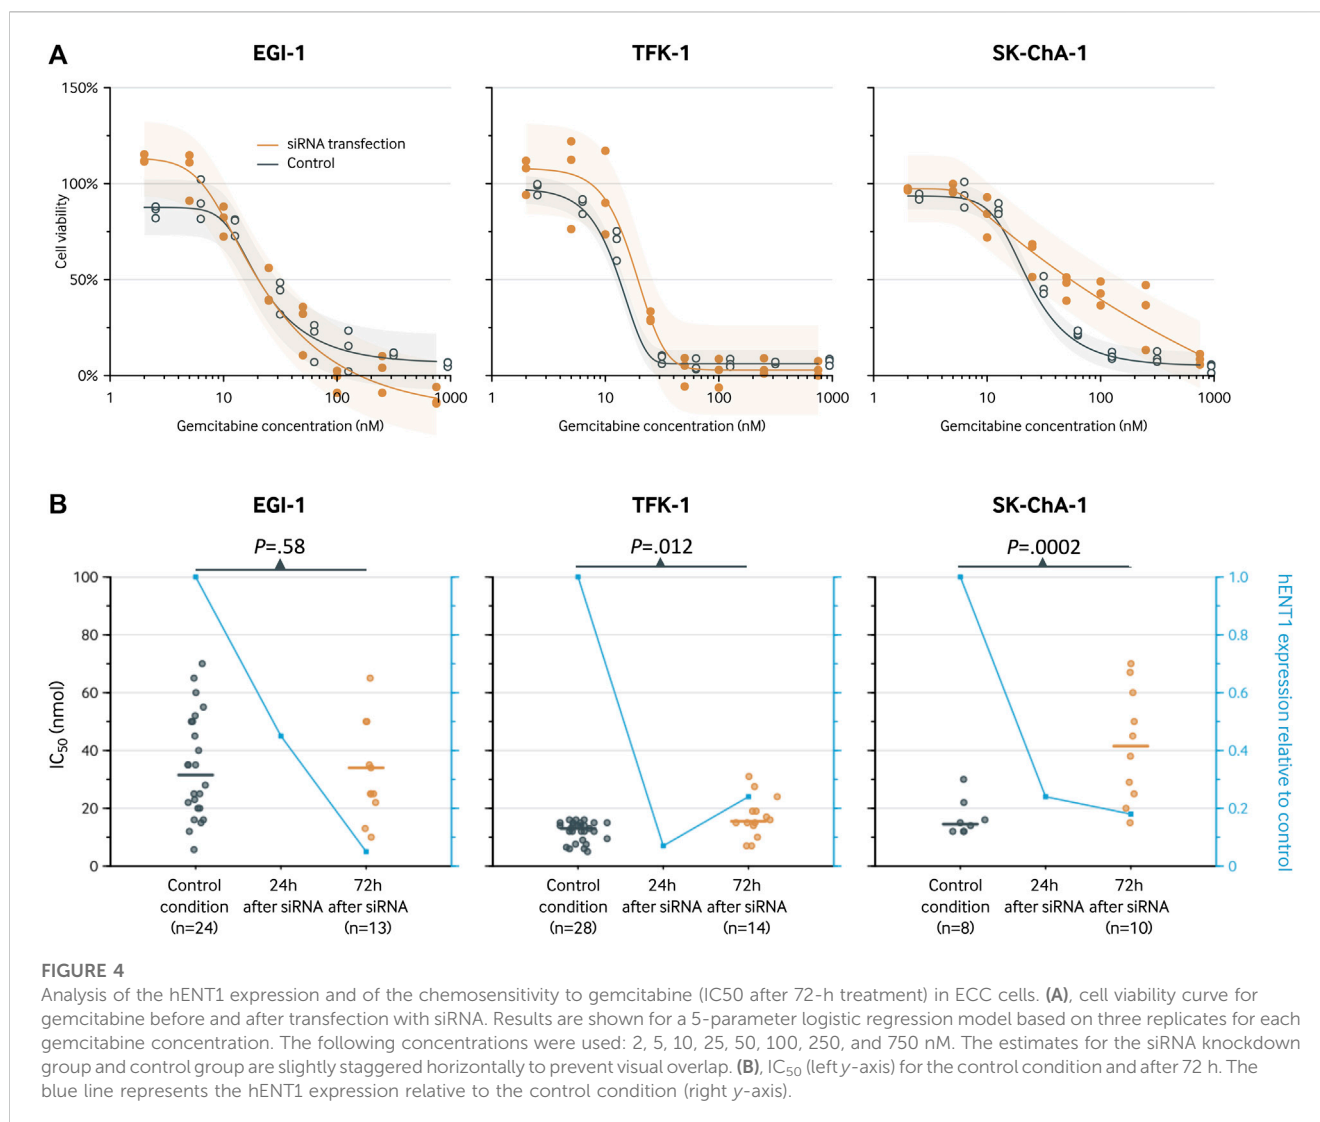 A
EGI-1
TFK-1
SK-ChA-1
150%
100%
50%
0%
Cell viability
siRNA transfection
Control
1 10 100 1000
1 10 100 1000
1 10 100 1000
Gemcitabine concentration (nM)
Gemcitabine concentration (nM)
Gemcitabine concentration (nM)
B
EGI-1
TFK-1
SK-ChA-1
P=.58
P=.012
P=.0002
100
80
60
40
20
0
IC50 (nmol)
1.0
0.8
0.6
0.4
0.2
0
hENT1 expression relative to control
Control 24h 72h
condition after siRNA after siRNA
(n=24) (n=13)
Control 24h 72h
condition after siRNA after siRNA
(n=28) (n=14)
Control 24h 72h
condition after siRNA after siRNA
(n=8) (n=10)
FIGURE 4
Analysis of the hENT1 expression and of the chemosensitivity to gemcitabine (IC50 after 72-h treatment) in ECC cells. (A), cell viability curve for
gemcitabine before and after transfection with siRNA. Results are shown for a 5-parameter logistic regression model based on three replicates for each
gemcitabine concentration. The following concentrations were used: 2, 5, 10, 25, 50, 100, 250, and 750 nM. The estimates for the siRNA knockdown
group and control group are slightly staggered horizontally to prevent visual overlap. (B), IC50 (left y-axis) for the control condition and after 72 h. The
blue line represents the hENT1 expression relative to the control condition (right y-axis).